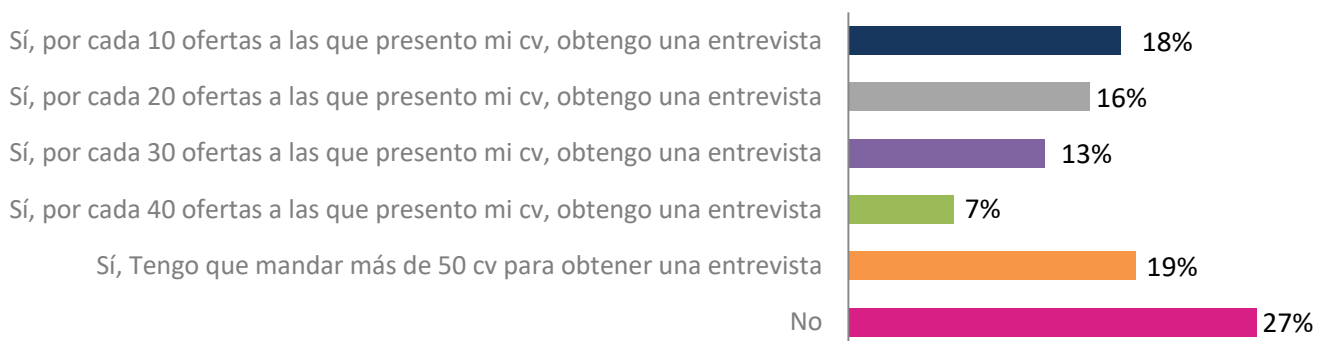 Sí, por cada 10 ofertas a las que presento mi cv, obtengo una entrevista 18%
Sí, por cada 20 ofertas a las que presento mi cv, obtengo una entrevista 16%
Sí, por cada 30 ofertas a las que presento mi cv, obtengo una entrevista 13%
Sí, por cada 40 ofertas a las que presento mi cv, obtengo una entrevista 7%
Sí, Tengo que mandar más de 50 cv para obtener una entrevista 19%
No 27%